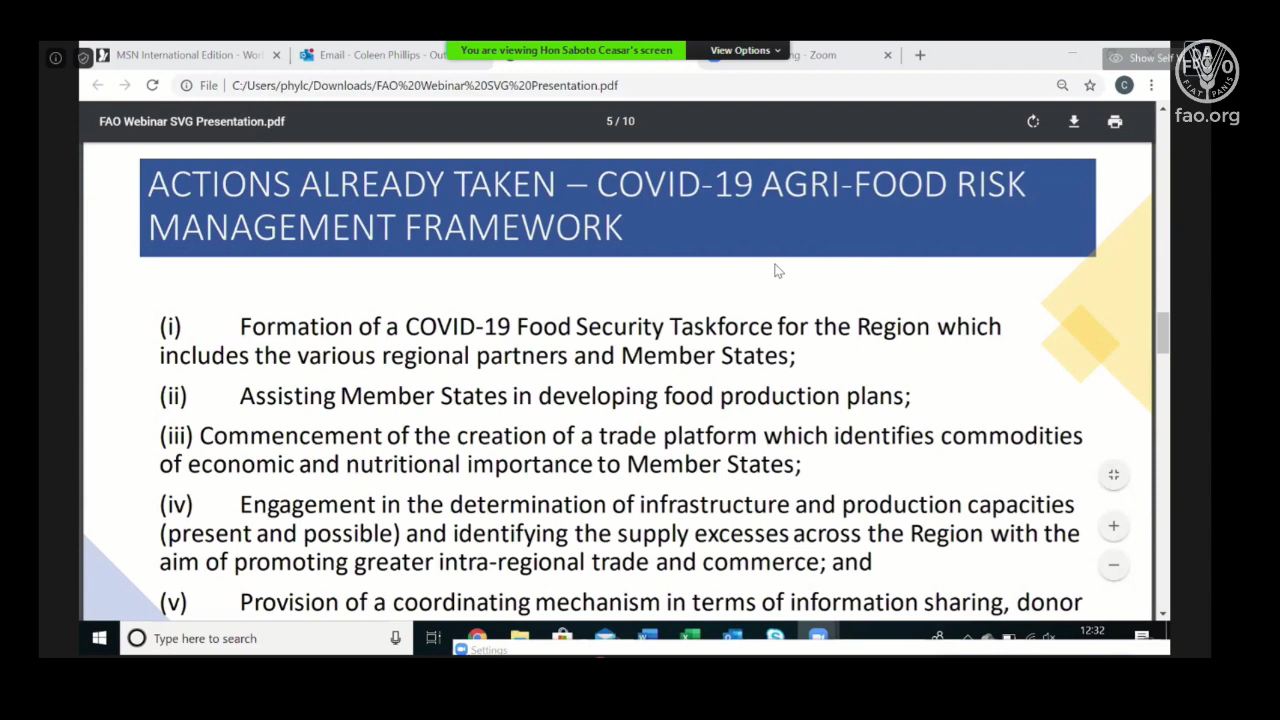 MSN International Edition - Wor
Email - Coleen Phillips - Out
You are viewing Hon Saboto Ceasar's screen
View Options
- Zoom
Show Self
File
C:/Users/phylc/Downloads/FAO%20Webinar%20SVG%20Presentation.pdf
C
FIAT PANIS
fao.org
FAO Webinar SVG Presentation.pdf
5 / 10
ACTIONS ALREADY TAKEN – COVID-19 AGRI-FOOD RISK
MANAGEMENT FRAMEWORK
(i) Formation of a COVID-19 Food Security Taskforce for the Region which
includes the various regional partners and Member States;
(ii) Assisting Member States in developing food production plans;
(iii) Commencement of the creation of a trade platform which identifies commodities
of economic and nutritional importance to Member States;
(iv) Engagement in the determination of infrastructure and production capacities
(present and possible) and identifying the supply excesses across the Region with the
aim of promoting greater intra-regional trade and commerce; and
(v) Provision of a coordinating mechanism in terms of information sharing, donor
Type here to search
12:32
Settings